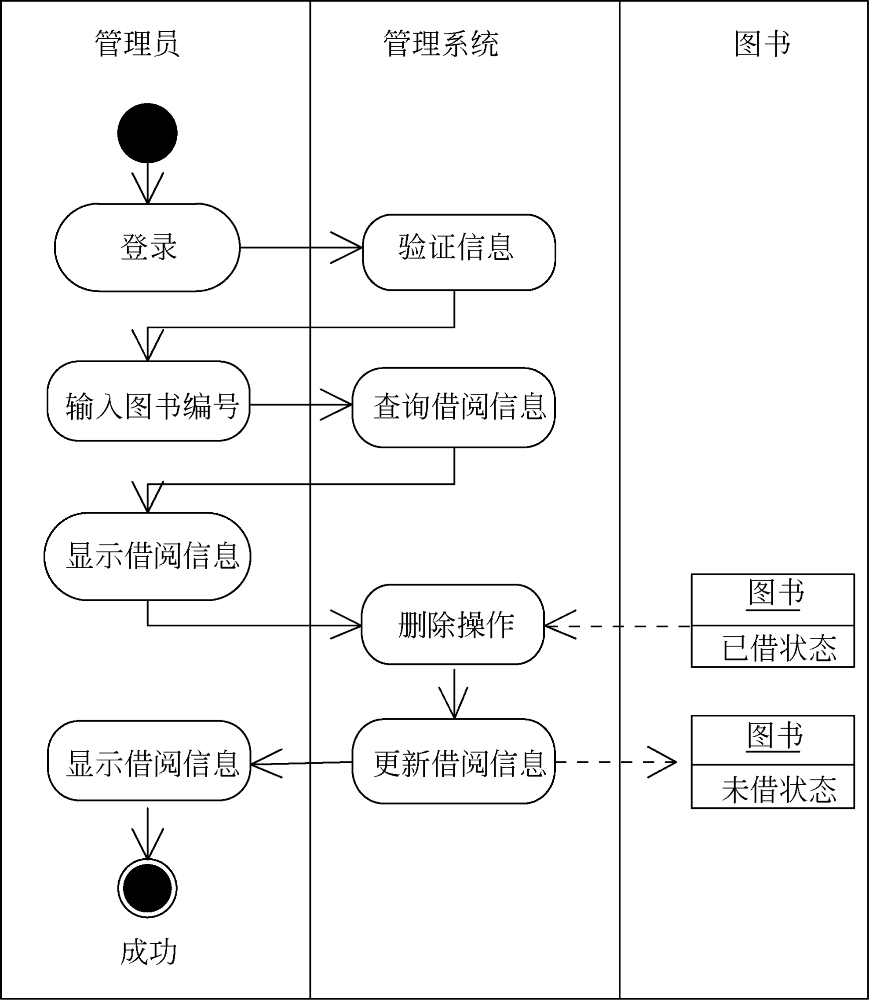 管理员
管理系统
图书
登录
验证信息
输入图书编号
查询借阅信息
显示借阅信息
删除操作
图书
已借状态
显示借阅信息
更新借阅信息
图书
未借状态
成功